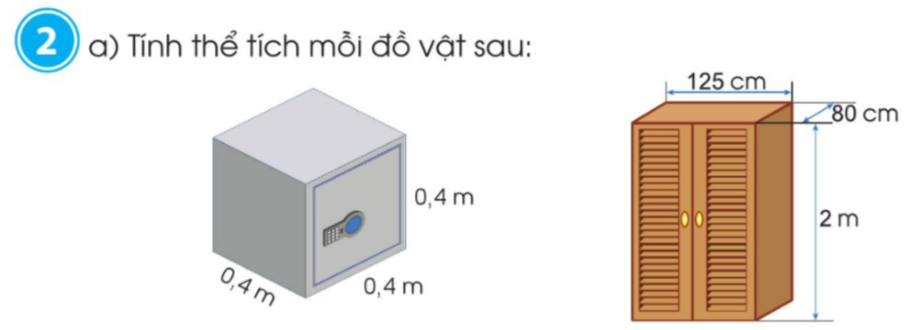 2 a) Tính thể tích mỗi đồ vật sau:
125 cm
80 cm
0,4 m
2 m
0,4 m
0,4 m